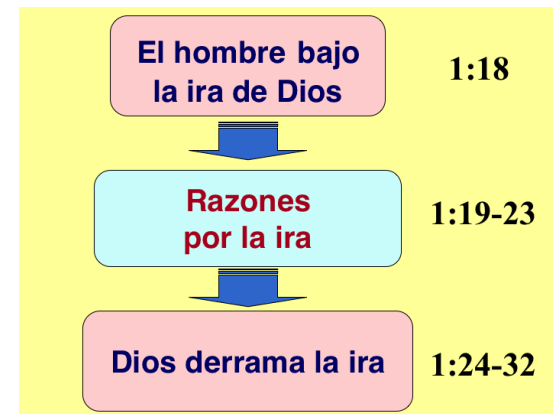 El hombre bajo
la ira de Dios
1:18
Razones
por la ira
1:19-23
Dios derrama la ira
1:24-32